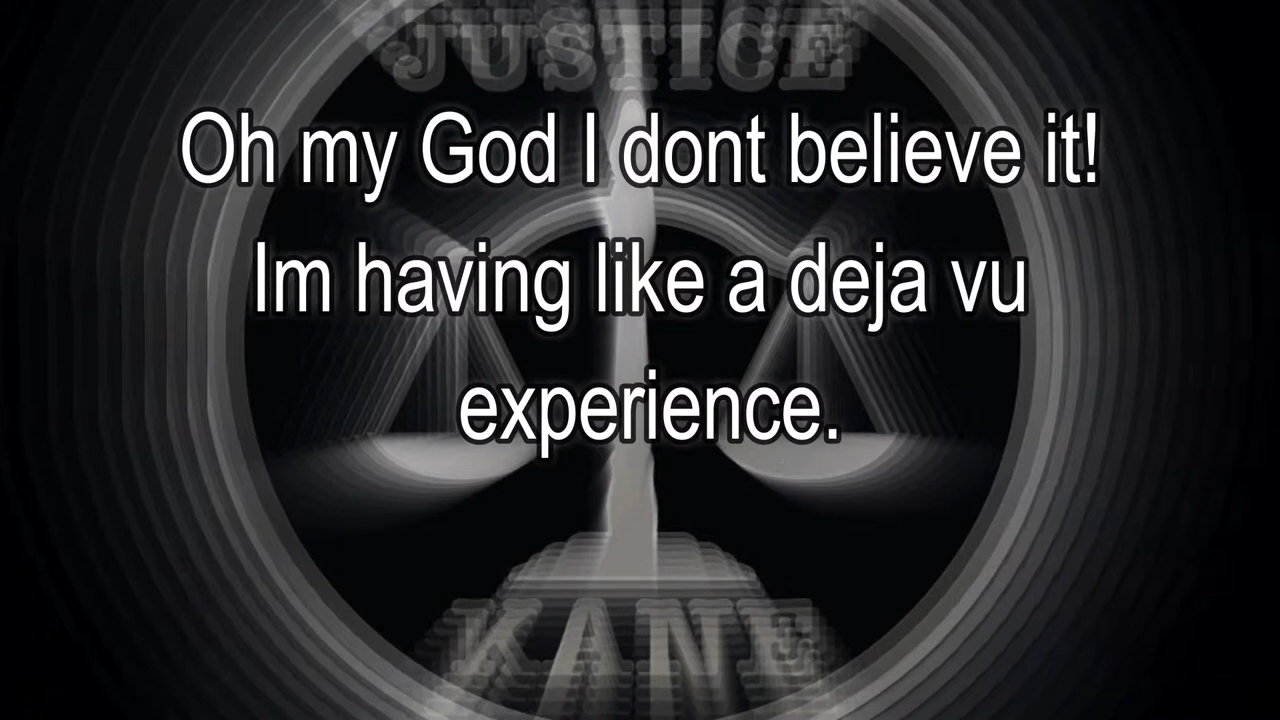 JUSTICE
Oh my God I dont believe it!
Im having like a deja vu
experience.
KANE